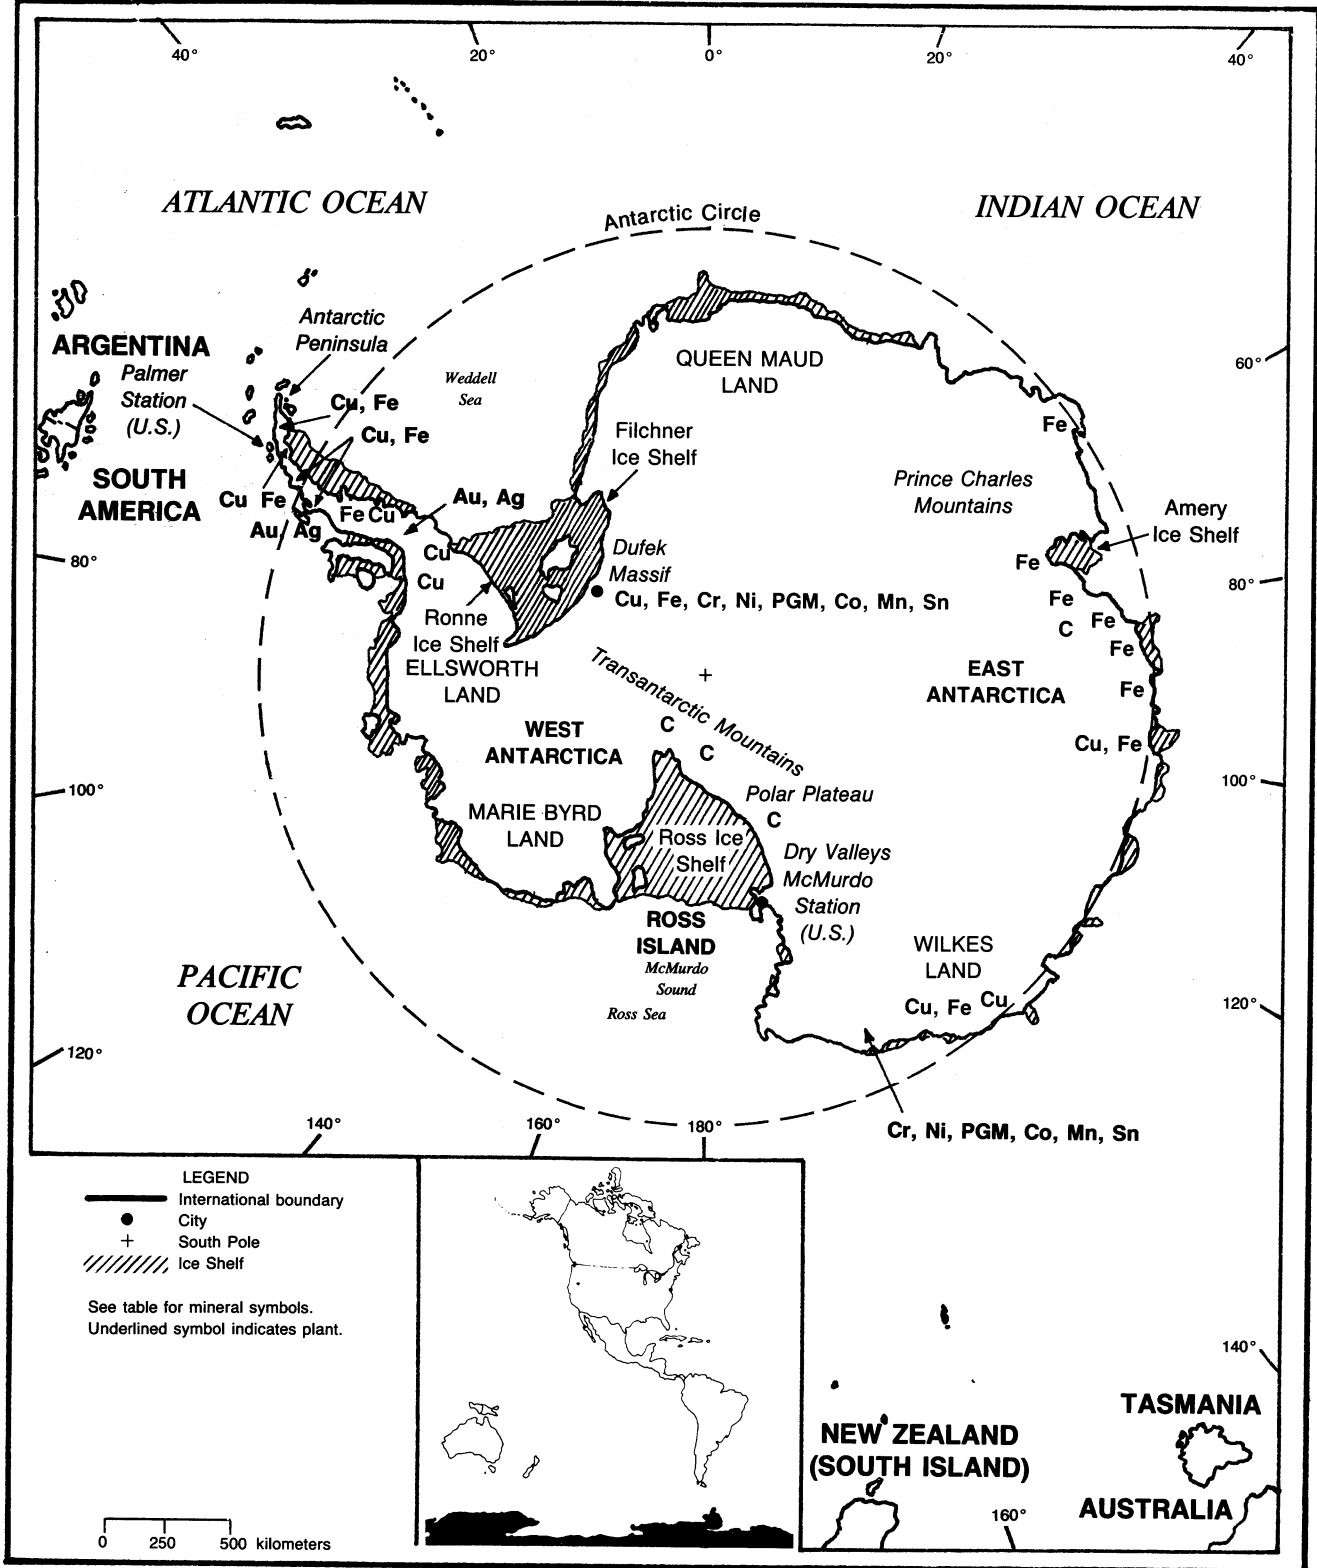 40°
20°
0°
20°
40°
ATLANTIC OCEAN
INDIAN OCEAN
Antarctic Circle
Antarctic
Peninsula
ARGENTINA
Palmer
Station
(U.S.)
Weddell
Sea
QUEEN MAUD
LAND
60°
Cu, Fe
Cu, Fe
Fe
Filchner
Ice Shelf
SOUTH
AMERICA
Cu Fe
Au, Ag
Fe Cu
Au, Ag
Prince Charles
Mountains
Amery
Ice Shelf
80°
Cu
Cu
Dufek
Massif
Cu, Fe, Cr, Ni, PGM, Co, Mn, Sn
Fe
80°
Fe
C
Fe
Fe
Ronne
Ice Shelf
ELLSWORTH
LAND
Transantarctic Mountains
EAST
ANTARCTICA
Fe
WEST
ANTARCTICA
C
C
Cu, Fe
100°
100°
Polar Plateau
C
MARIE BYRD
LAND
Ross Ice
Shelf
Dry Valleys
McMurdo
Station
(U.S.)
ROSS
ISLAND
McMurdo
Sound
Ross Sea
WILKES
LAND
Cu, Fe
Cu
PACIFIC
OCEAN
120°
120°
140°
160°
180°
Cr, Ni, PGM, Co, Mn, Sn
LEGEND
International boundary
City
South Pole
Ice Shelf
See table for mineral symbols.
Underlined symbol indicates plant.
0 250 500 kilometers
140°
TASMANIA
NEW ZEALAND
(SOUTH ISLAND)
160°
AUSTRALIA